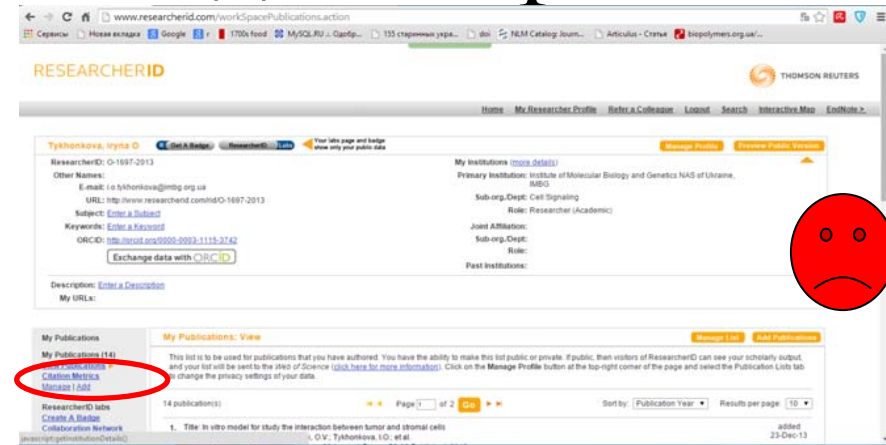 www.researcherid.com/workSpacePublications.action
Сервисы Новая вкладка Google r 1700s food MySQL.RU :. Одобр... 155 старинных укра... doi NLM Catalog: Journ... Articulus - Статьи biopolymers.org.ua/...
RESEARCHERID
THOMSON REUTERS
Home My Researcher Profile Refer a Colleague Logout Search Interactive Map EndNote >
Tykhonkova, Iryna O Get A Badge ResearcherID Labs Your labs page and badge show only your public data Manage Profile Preview Public Version
ResearcherID: O-1697-2013
Other Names:
E-mail: i.o.tykhonkova@imbg.org.ua
URL: http://www.researcherid.com/rid/O-1697-2013
Subject: Enter a Subject
Keywords: Enter a Keyword
ORCID: http://orcid.org/0000-0003-1115-3742
Exchange data with ORCID
My Institutions (more details)
Primary Institution: Institute of Molecular Biology and Genetics NAS of Ukraine, IMBG
Sub-org./Dept: Cell Signaling
Role: Researcher (Academic)
Joint Affiliation:
Sub-org./Dept:
Role:
Past Institutions:
Description: Enter a Description
My URLs:
My Publications
My Publications (14)
View Publications
Citation Metrics
Manage | Add
ResearcherID labs
Create A Badge
Collaboration Network
javascript:getInstitutionDetails();
My Publications: View Manage List Add Publications
This list is to be used for publications that you have authored. You have the ability to make this list public or private. If public, then visitors of ResearcherID can see your scholarly output,
and your list will be sent to the Web of Science (click here for more information). Click on the Manage Profile button at the top-right corner of the page and select the Publication Lists tab
to change the privacy settings of your data.
14 publication(s) Page 1 of 2 Go Sort by: Publication Year Results per page: 10
1. Title: In vitro model for study the interaction between tumor and stromal cells added
, O.V.; Tykhonkova, I.O.; et al. 23-Dec-13